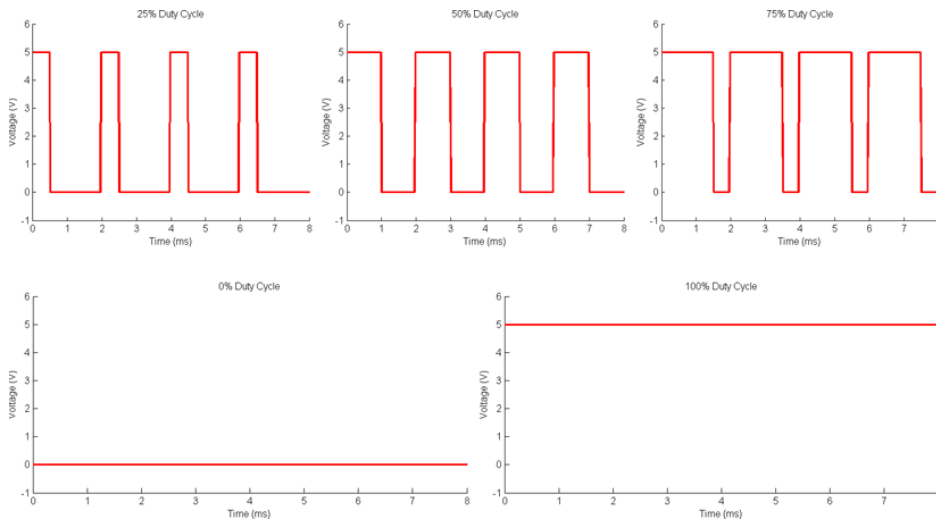 25% Duty Cycle
6
5
4
3
2
1
0
-1
Voltage (V)
0 1 2 3 4 5 6 7 8
Time (ms)
50% Duty Cycle
6
5
4
3
2
1
0
-1
Voltage (V)
0 1 2 3 4 5 6 7 8
Time (ms)
75% Duty Cycle
6
5
4
3
2
1
0
-1
Voltage (V)
0 1 2 3 4 5 6 7
Time (ms)
0% Duty Cycle
6
5
4
3
2
1
0
-1
Voltage (V)
0 1 2 3 4 5 6 7 8
Time (ms)
100% Duty Cycle
6
5
4
3
2
1
0
-1
Voltage (V)
0 1 2 3 4 5 6 7
Time (ms)